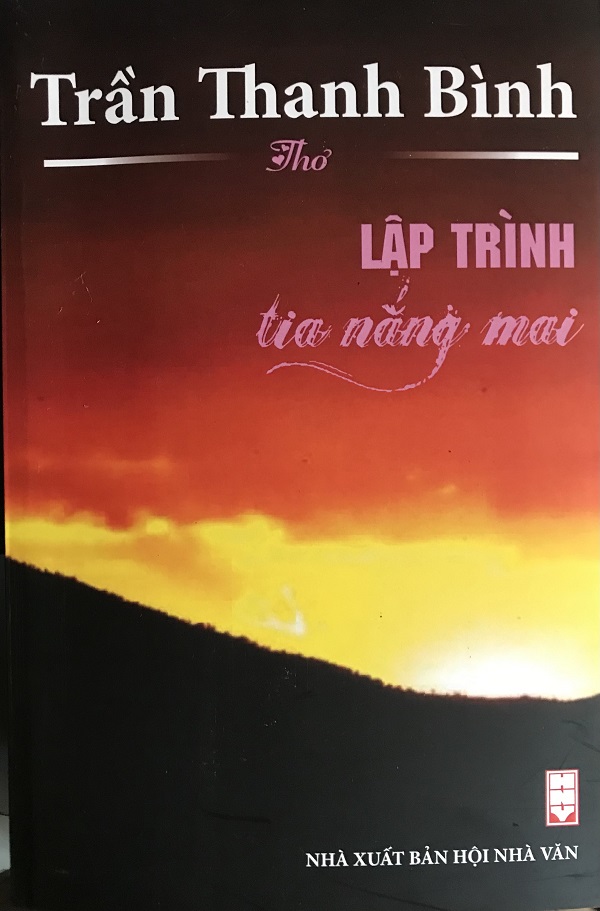 Trần Thanh Bình
Thơ
LẬP TRÌNH
tia nắng mai
NHÀ XUẤT BẢN HỘI NHÀ VĂN